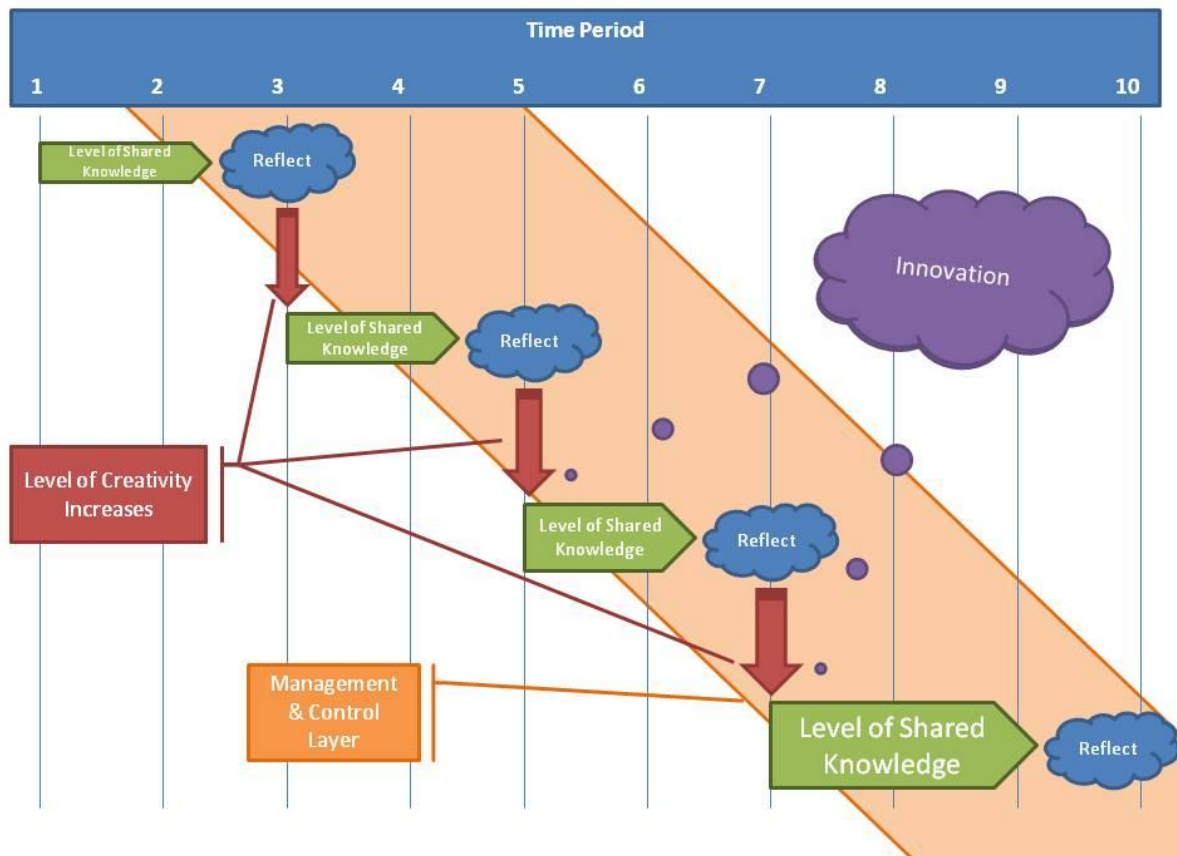 Time Period
1 2 3 4 5 6 7 8 9 10
Level of Shared
Knowledge
Reflect
Innovation
Level of Shared
Knowledge
Reflect
Level of Creativity
Increases
Level of Shared
Knowledge
Reflect
Management
& Control
Layer
Level of Shared
Knowledge
Reflect